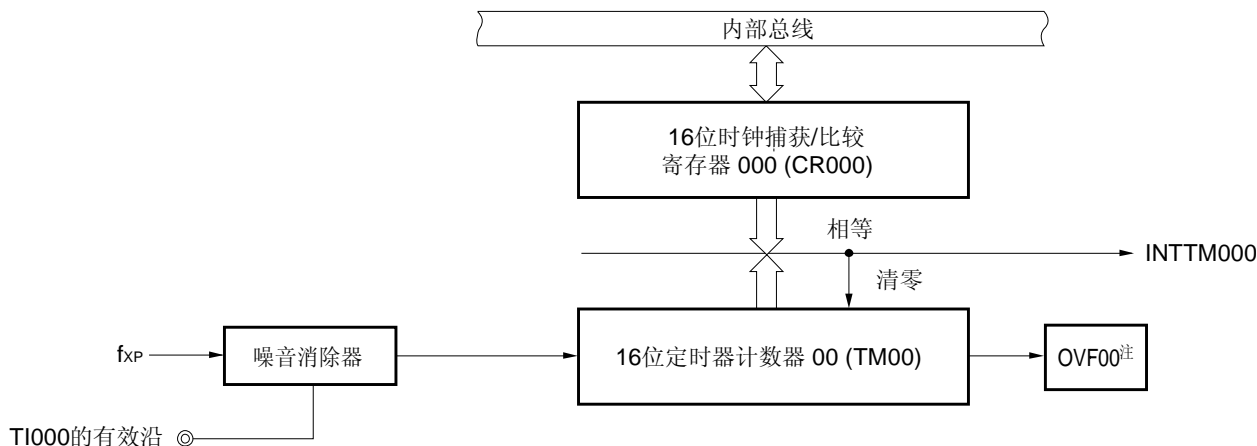 内部总线
16位时钟捕获/比较
寄存器 000 (CR000)
相等
INTTM000
清零
fXP
噪音消除器
16位定时器计数器 00 (TM00)
OVF00注
TI000的有效沿